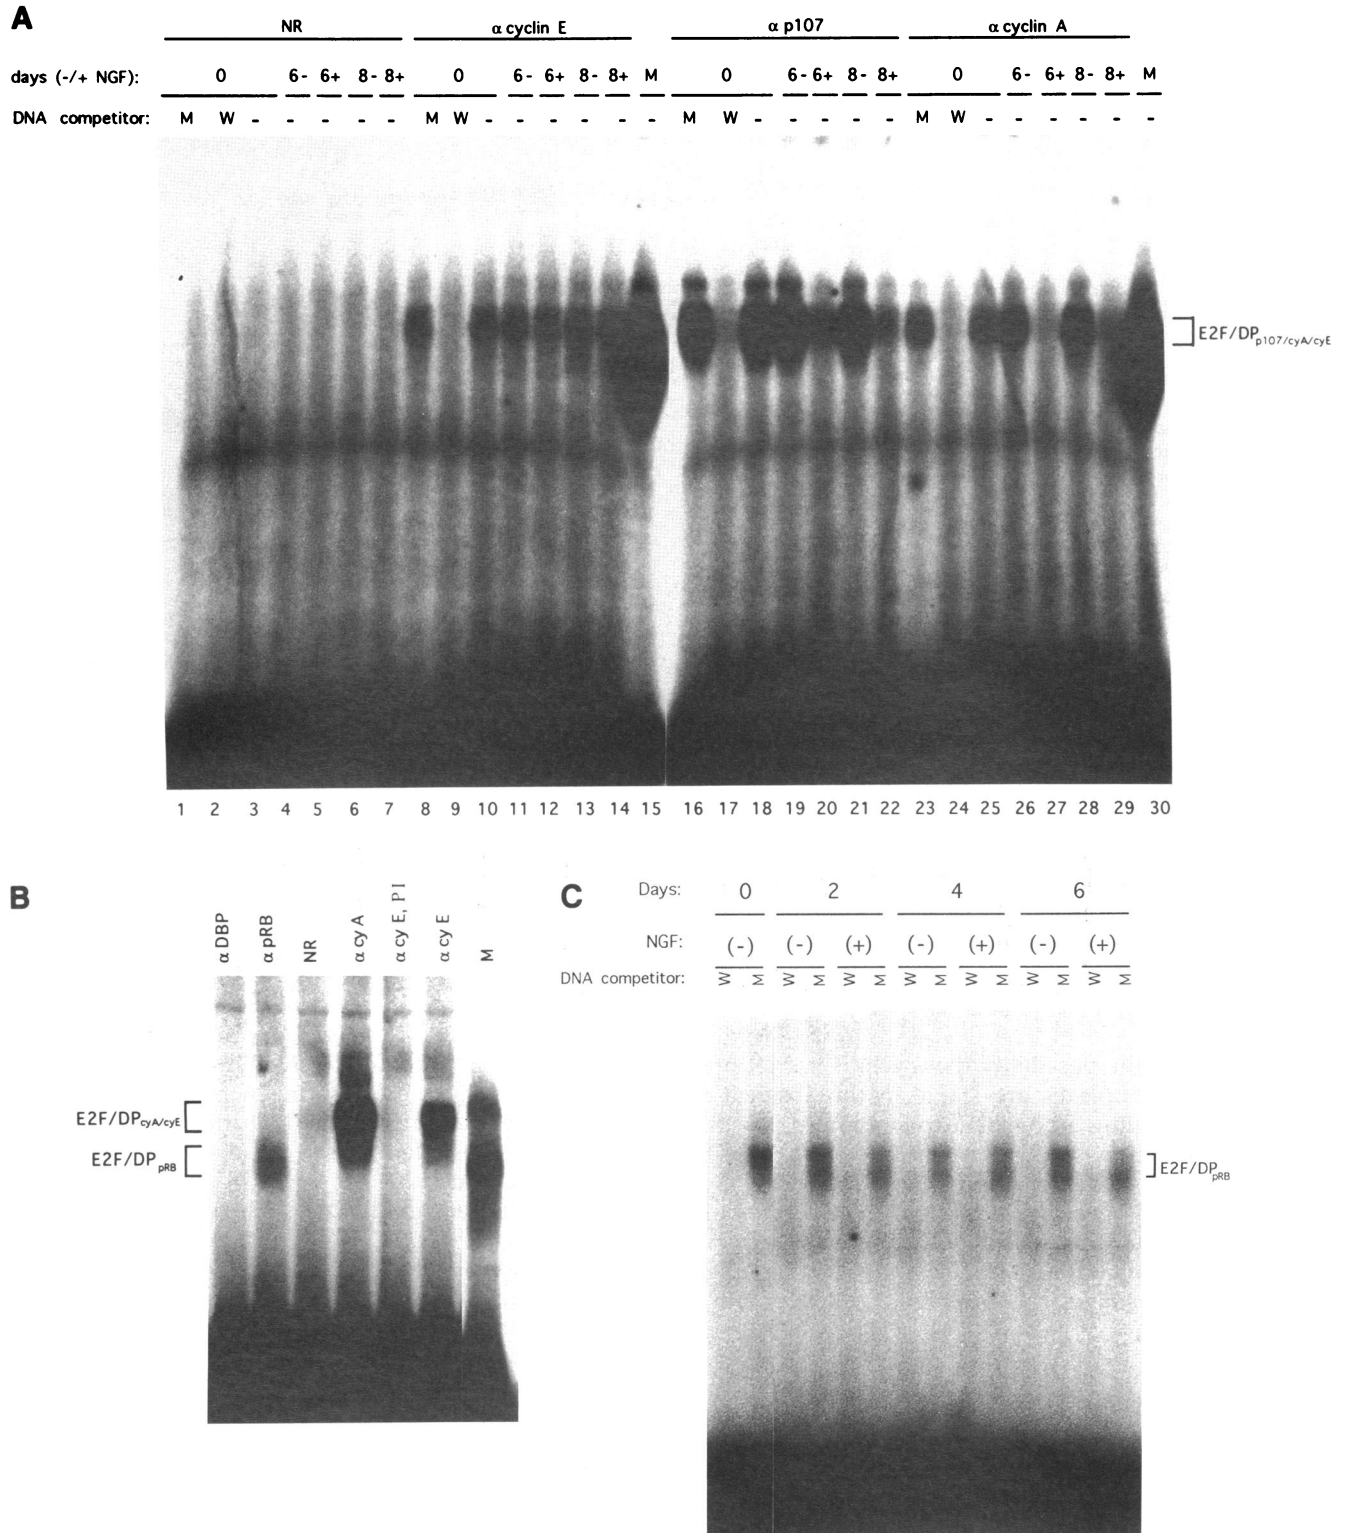 A
NR α cyclin E α p107 α cyclin A
days (-/+ NGF): 0 6- 6+ 8- 8+ 0 6- 6+ 8- 8+ M 0 6- 6+ 8- 8+ 0 6- 6+ 8- 8+ M
DNA competitor: M W - - - - - M W - - - - - - M W - - - - - M W - - - - - -
E2F/DPp107/cyA/cyE
1 2 3 4 5 6 7 8 9 10 11 12 13 14 15 16 17 18 19 20 21 22 23 24 25 26 27 28 29 30
B
α DBP
α pRB
NR
α cy A
α cy E, PI
α cy E
M
E2F/DPcyA/cyE
E2F/DPpRB
C
Days: 0 2 4 6
NGF: (-) (-) (+) (-) (+) (-) (+)
DNA competitor: W M W M W M W M W M W M W M
E2F/DPpRB